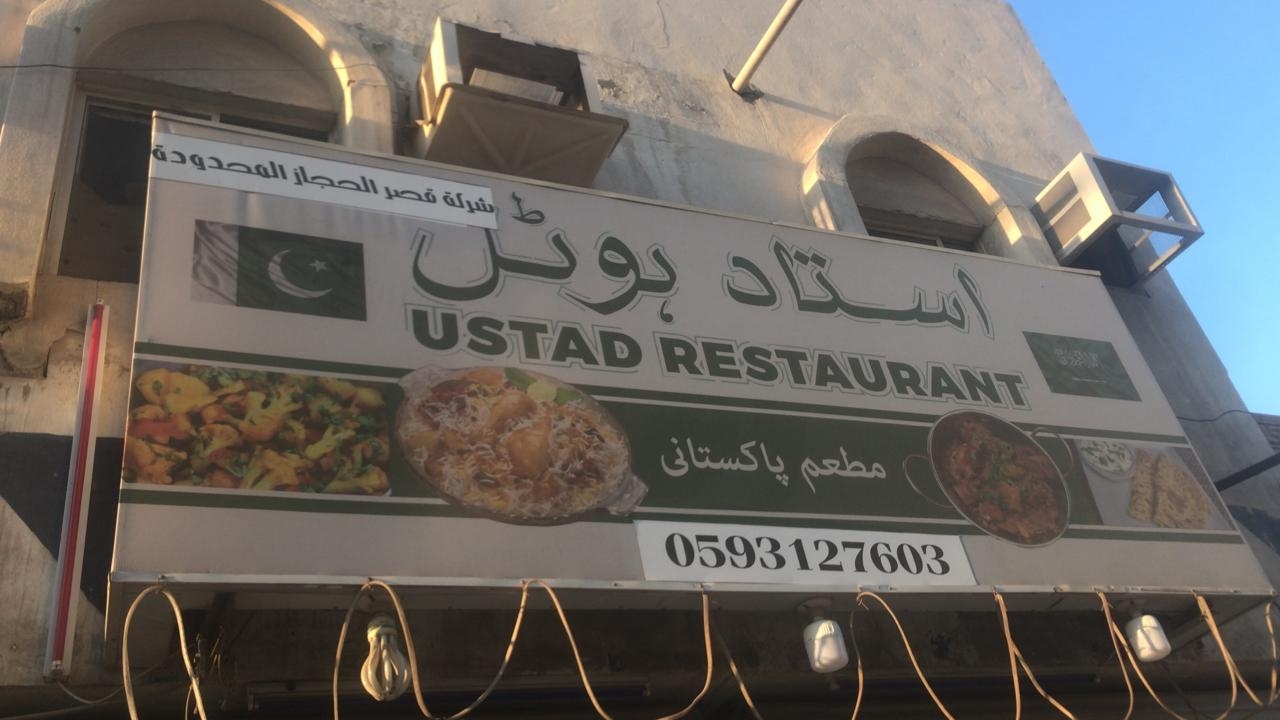 شركة قصر الحجاز المحدودة
استاد ہوٹل
USTAD RESTAURANT
مطعم پاکستانی
0593127603